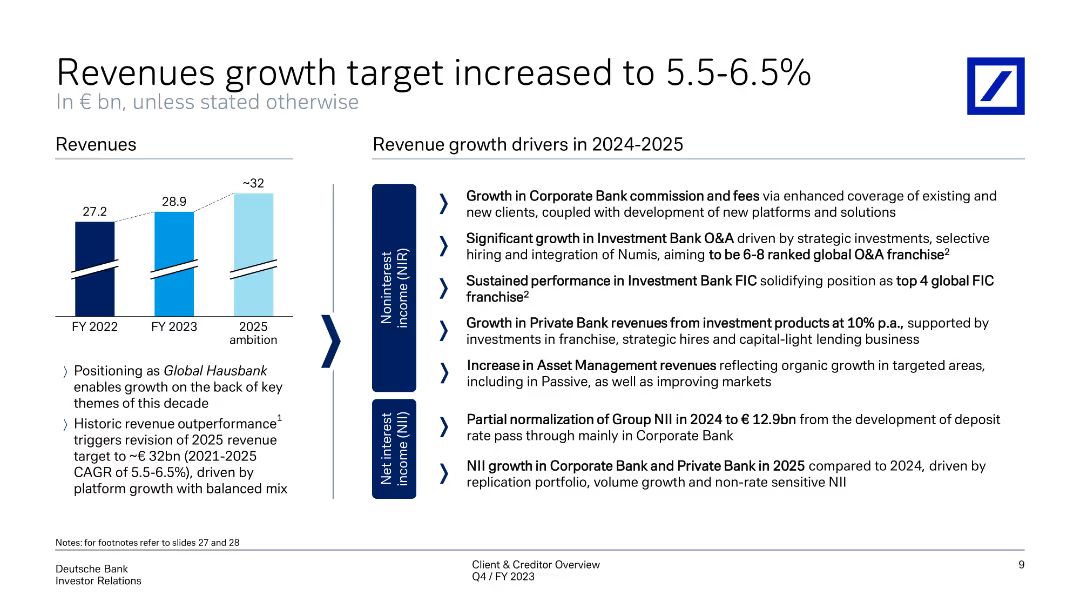 Revenues growth target increased to 5.5-6.5%
In € bn, unless stated otherwise
Revenues
~32
28.9
27.2
FY 2022
FY 2023
2025
ambition
❭ Positioning as Global Hausbank
enables growth on the back of key
themes of this decade
❭ Historic revenue outperformance¹
triggers revision of 2025 revenue
target to ~€ 32bn (2021-2025
CAGR of 5.5-6.5%), driven by
platform growth with balanced mix
Revenue growth drivers in 2024-2025
Noninterest
income (NIR)
❭ Growth in Corporate Bank commission and fees via enhanced coverage of existing and
new clients, coupled with development of new platforms and solutions
❭ Significant growth in Investment Bank O&A driven by strategic investments, selective
hiring and integration of Numis, aiming to be 6-8 ranked global O&A franchise²
❭ Sustained performance in Investment Bank FIC solidifying position as top 4 global FIC
franchise²
❭ Growth in Private Bank revenues from investment products at 10% p.a., supported by
investments in franchise, strategic hires and capital-light lending business
❭ Increase in Asset Management revenues reflecting organic growth in targeted areas,
including in Passive, as well as improving markets
Net interest
income (NII)
❭ Partial normalization of Group NII in 2024 to € 12.9bn from the development of deposit
rate pass through mainly in Corporate Bank
❭ NII growth in Corporate Bank and Private Bank in 2025 compared to 2024, driven by
replication portfolio, volume growth and non-rate sensitive NII
Notes: for footnotes refer to slides 27 and 28
Deutsche Bank
Investor Relations
Client & Creditor Overview
Q4 / FY 2023
9